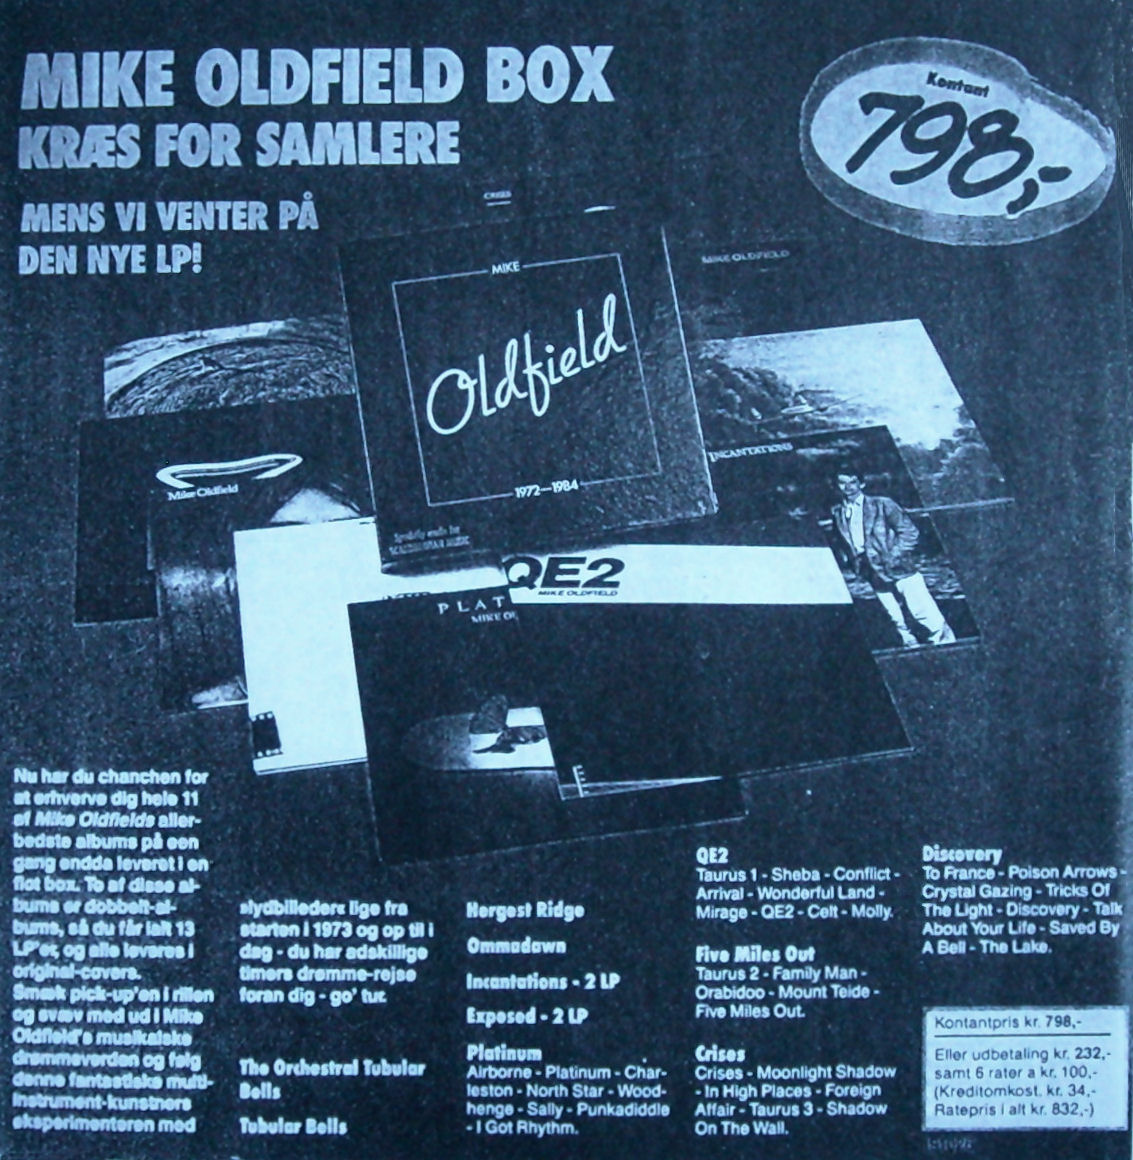 MIKE OLDFIELD BOX
KRÆS FOR SAMLERE
MENS VI VENTER PÅ
DEN NYE LP!
Kontant
798,-
CRISES
MIKE
Oldfield
1972—1984
Specially made for
SCANDINAVIAN MUSIC
MIKE OLDFIELD
INCANTATIONS
Mike Oldfield
QE2
MIKE OLDFIELD
PLAT
MIKE OL
Nu har du chanchen for
at erhverve dig hele 11
af Mike Oldfields aller-
bedste albums på een
gang endda leveret i en
flot box. To af disse al-
bums er dobbelt-al-
bums, så du får ialt 13
LP'er, og alle leveres i
original-covers.
Smæk pick-up'en i rillen
og svæv med ud i Mike
Oldfield's musikalske
drømmeverden og følg
denne fantastiske multi-
instrument-kunstners
eksperimenteren med
slydbilledere lige fra
starten i 1973 og op til i
dag - du har adskillige
timers drømme-rejse
foran dig - go' tur.
The Orchestral Tubular
Bells
Tubular Bells
Hergest Ridge
Ommadawn
Incantations - 2 LP
Exposed - 2 LP
Platinum
Airborne - Platinum - Char-
leston - North Star - Wood-
henge - Sally - Punkadiddle
- I Got Rhythm.
QE2
Taurus 1 - Sheba - Conflict -
Arrival - Wonderful Land -
Mirage - QE2 - Celt - Molly.
Five Miles Out
Taurus 2 - Family Man -
Orabidoo - Mount Teide -
Five Miles Out.
Crises
Crises - Moonlight Shadow
- In High Places - Foreign
Affair - Taurus 3 - Shadow
On The Wall.
Discovery
To France - Poison Arrows -
Crystal Gazing - Tricks Of
The Light - Discovery - Talk
About Your Life - Saved By
A Bell - The Lake.
Kontantpris kr. 798,-
Eller udbetaling kr. 232,-
samt 6 rater a kr. 100,-
(Kreditomkost. kr. 34,-
Ratepris i alt kr. 832,-)